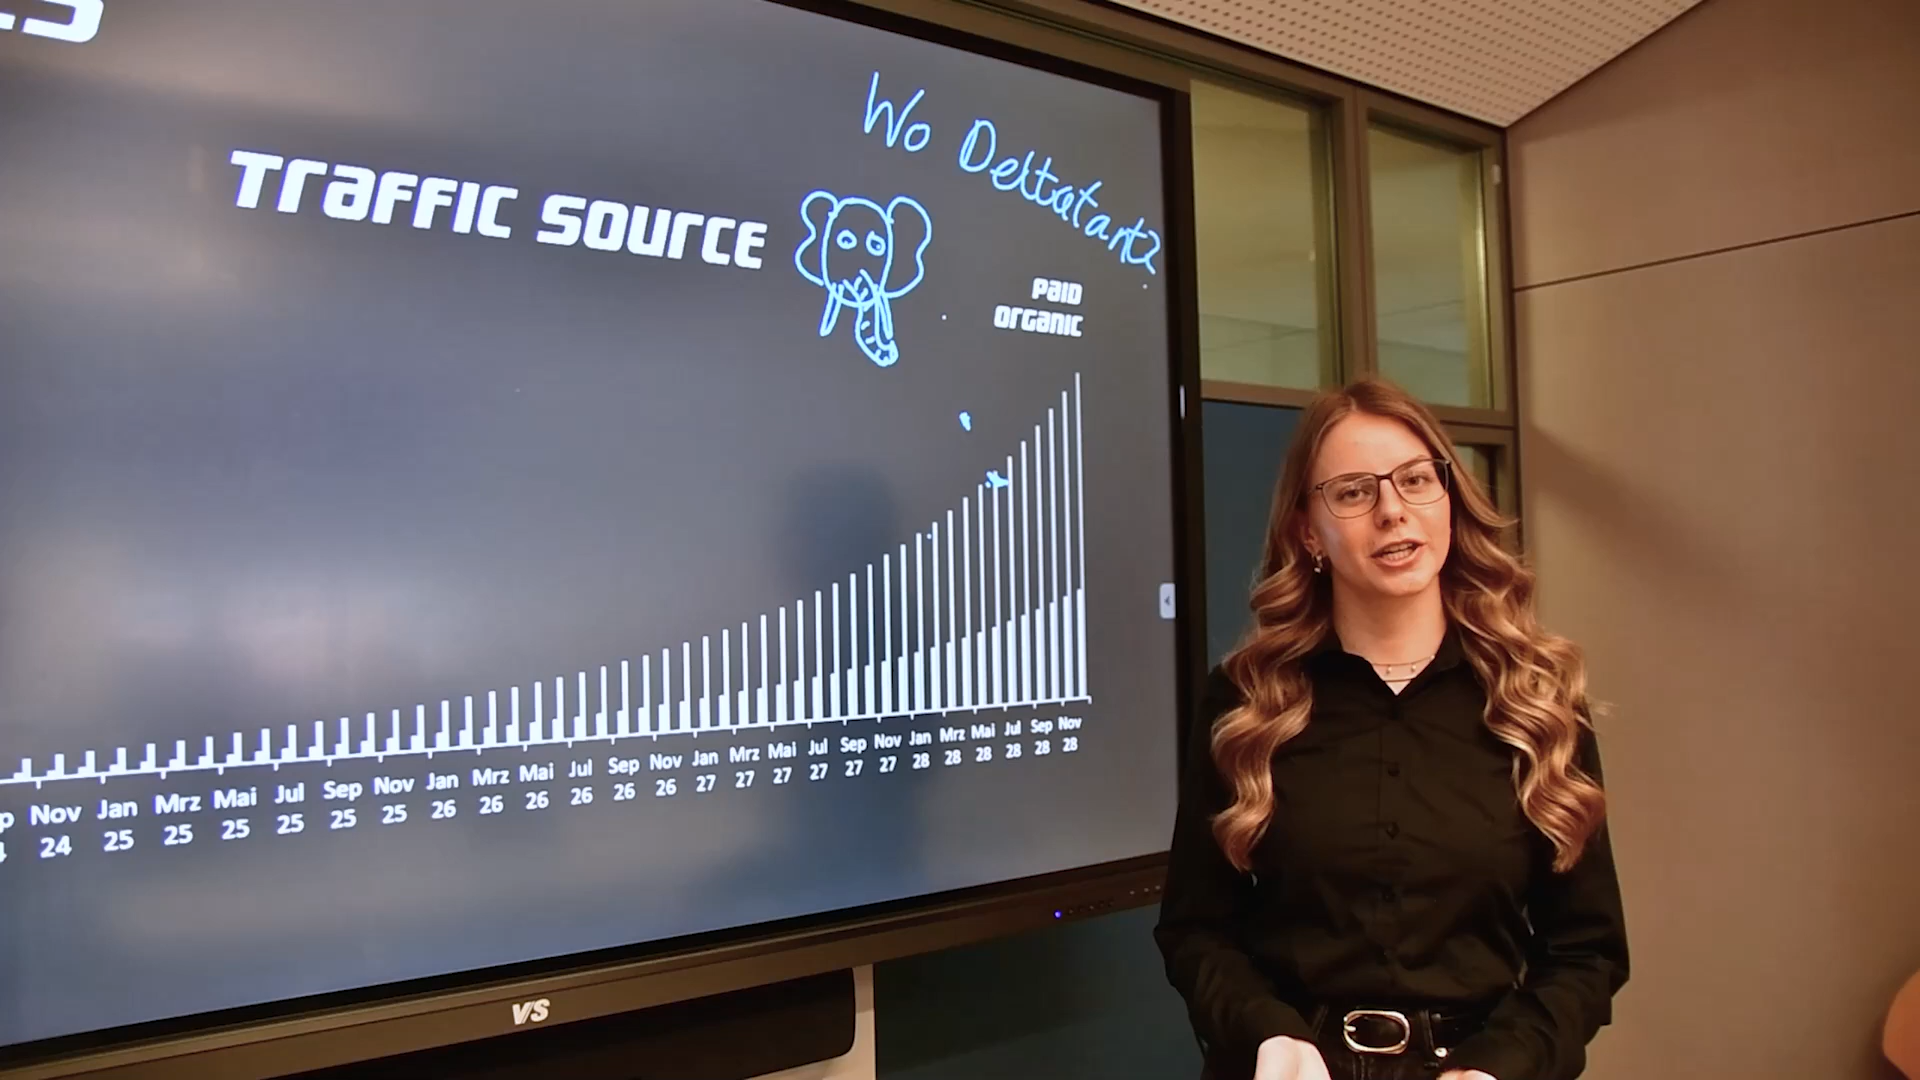 Wo Deltatant?
Traffic Source
Paid
Organic
Nov Jan Mrz Mai Jul Sep Nov Jan Mrz Mai Jul Sep Nov Jan Mrz Mai Jul Sep Nov Jan Mrz Mai Jul Sep Nov
24 25 25 25 25 25 25 26 26 26 26 26 26 27 27 27 27 27 27 28 28 28 28 28 28
VS